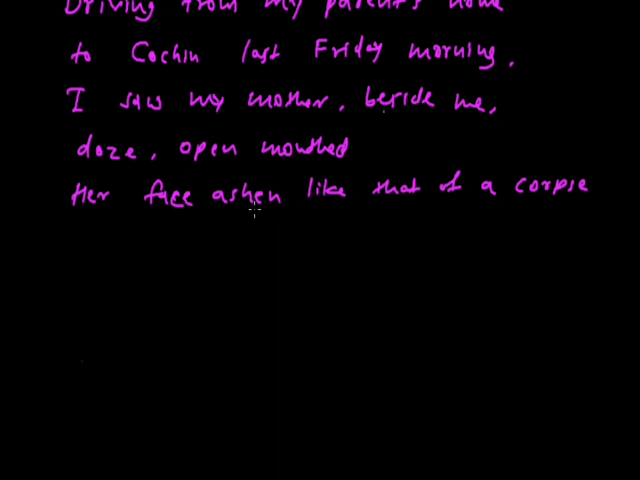 Driving from my parent's home
to Cochin last Friday morning,
I saw my mother, beside me,
doze, open mouthed
Her face ashen like that of a corpse